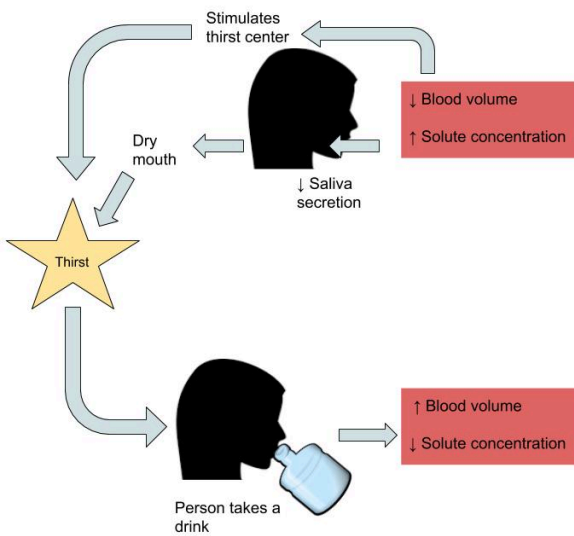 Stimulates
thirst center
↓ Blood volume
↑ Solute concentration
Dry
mouth
↓ Saliva
secretion
Thirst
↑ Blood volume
↓ Solute concentration
Person takes a
drink